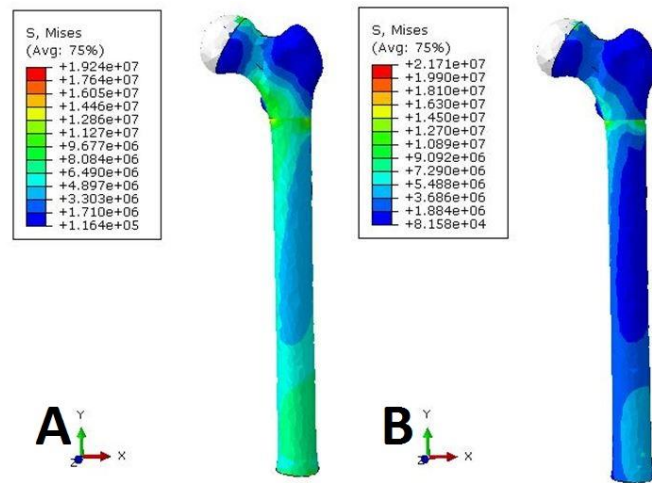 S, Mises
(Avg: 75%)
+1.924e+07
+1.764e+07
+1.605e+07
+1.446e+07
+1.286e+07
+1.127e+07
+9.677e+06
+8.084e+06
+6.490e+06
+4.897e+06
+3.303e+06
+1.710e+06
+1.164e+05
A
Y
Z
X
S, Mises
(Avg: 75%)
+2.171e+07
+1.990e+07
+1.810e+07
+1.630e+07
+1.450e+07
+1.270e+07
+1.089e+07
+9.092e+06
+7.290e+06
+5.488e+06
+3.686e+06
+1.884e+06
+8.158e+04
B
Y
Z
X